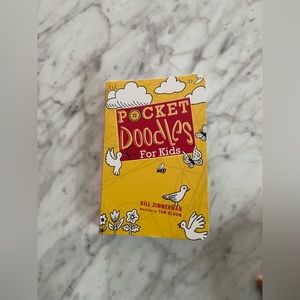 POCKET
Doodles
For Kids
BILL ZIMMERMAN
TOM BLOOM